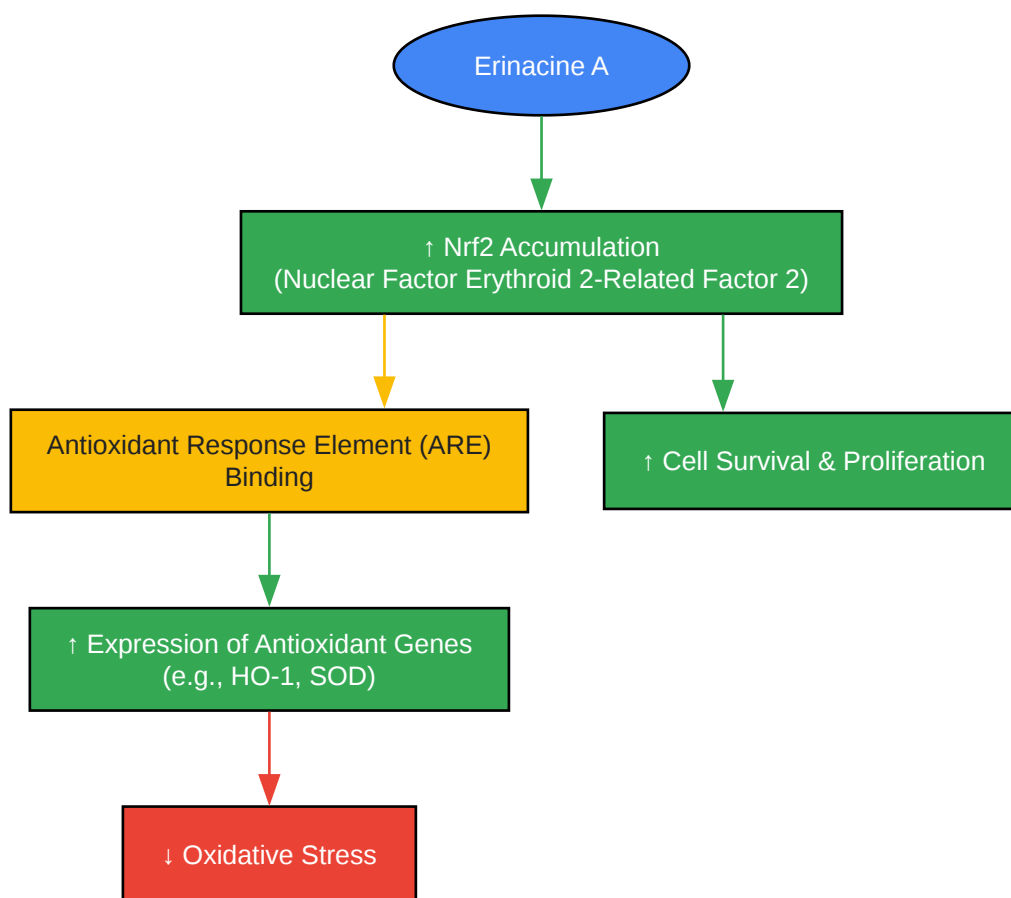 Erinacine A
↑ Nrf2 Accumulation
(Nuclear Factor Erythroid 2-Related Factor 2)
Antioxidant Response Element (ARE)
Binding
↑ Cell Survival & Proliferation
↑ Expression of Antioxidant Genes
(e.g., HO-1, SOD)
↓ Oxidative Stress